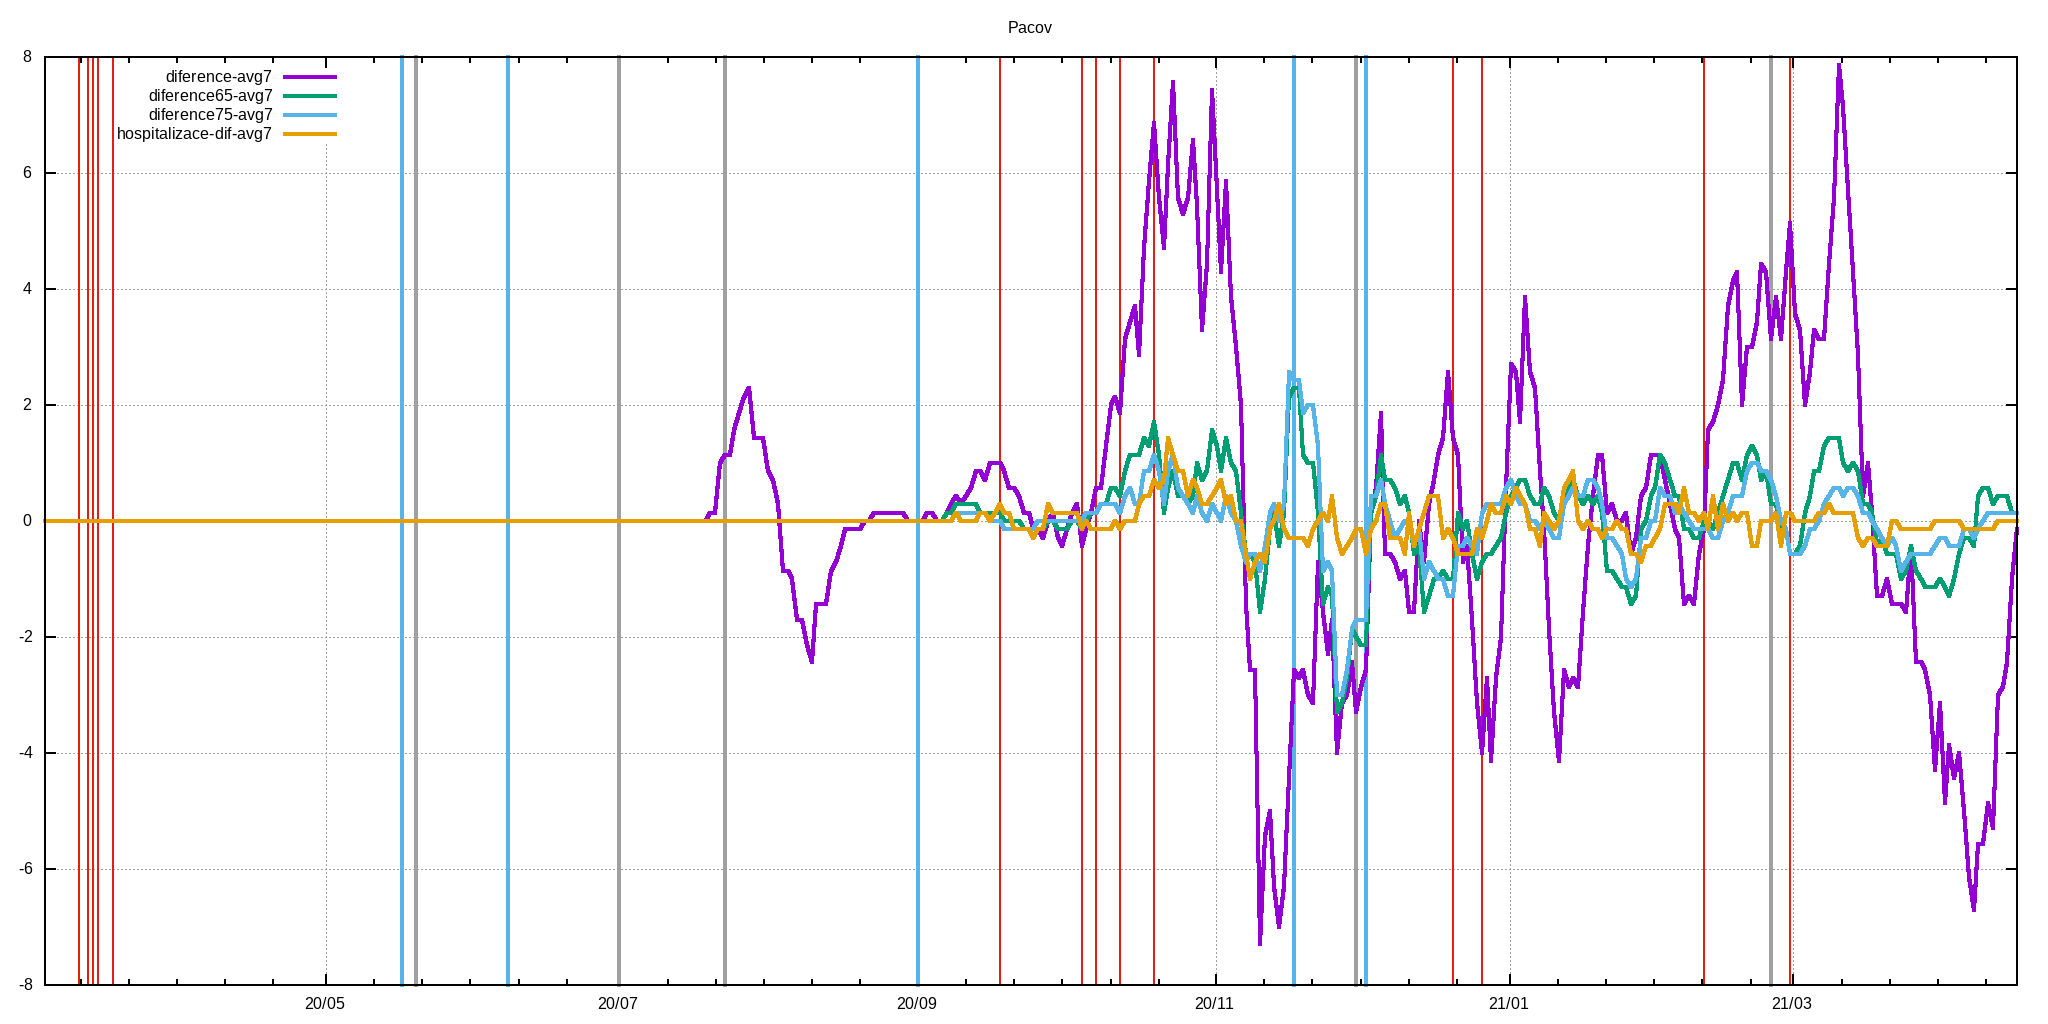 Pacov
diference-avg7
diference65-avg7
diference75-avg7
hospitalizace-dif-avg7
8
6
4
2
0
-2
-4
-6
-8
20/05 20/07 20/09 20/11 21/01 21/03